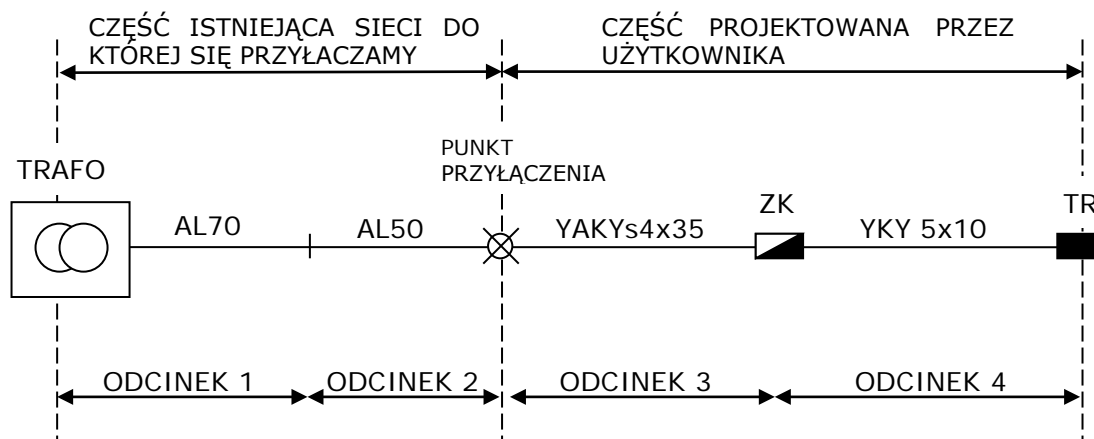 CZĘŚĆ ISTNIEJĄCA SIECI DO
KTÓREJ SIĘ PRZYŁACZAMY
CZĘŚĆ PROJEKTOWANA PRZEZ
UŻYTKOWNIKA
TRAFO
PUNKT
PRZYŁĄCZENIA
ZK
TR
AL70
AL50
YAKYs4x35
YKY 5x10
ODCINEK 1
ODCINEK 2
ODCINEK 3
ODCINEK 4